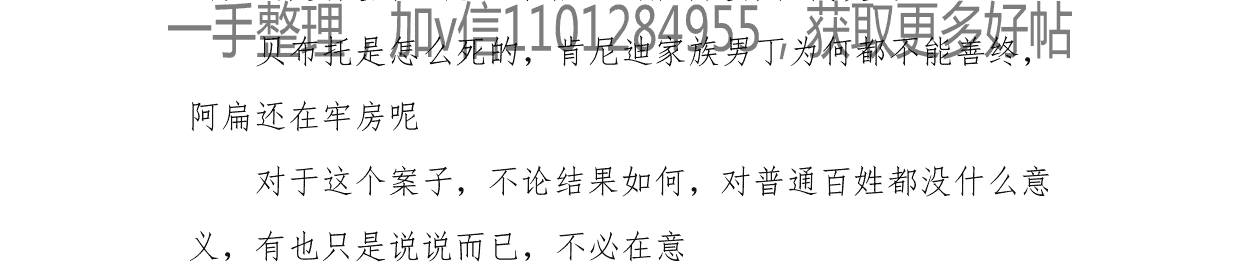 一手整理，加v信1101284955，获取更多好帖
贝布托是怎么死的，肯尼迪家族男丁为何都不能善终，
阿扁还在牢房呢
对于这个案子，不论结果如何，对普通百姓都没什么意
义，有也只是说说而已，不必在意